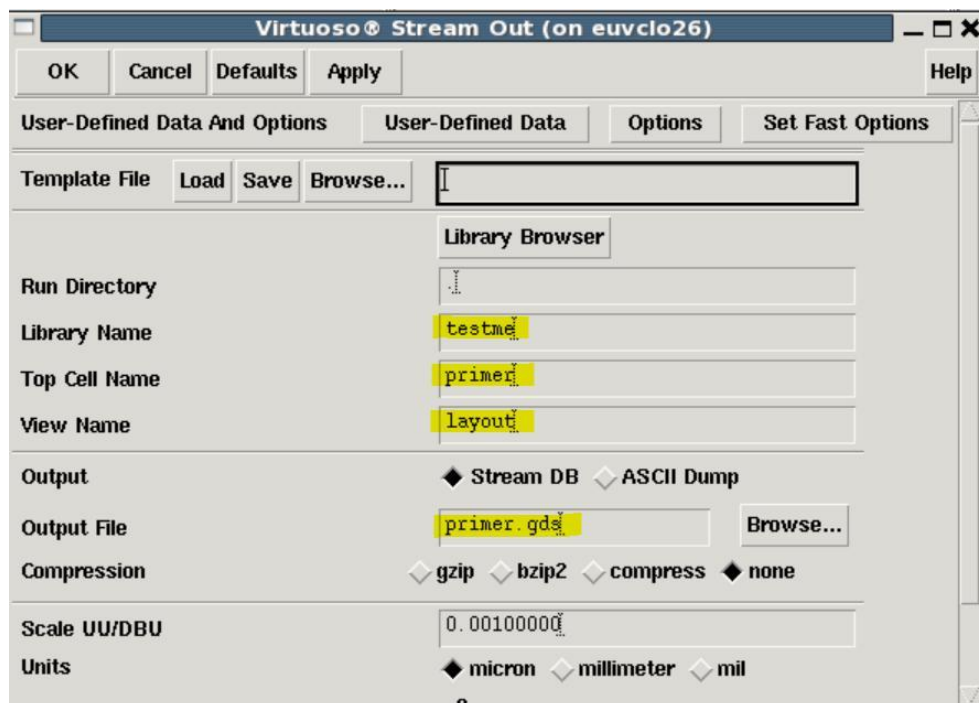 Virtuoso® Stream Out (on euvclo26)
OK Cancel Defaults Apply Help
User-Defined Data And Options User-Defined Data Options Set Fast Options
Template File Load Save Browse...
Library Browser
Run Directory .
Library Name testme
Top Cell Name primer
View Name layout
Output Stream DB ASCII Dump
Output File primer.gds Browse...
Compression gzip bzip2 compress none
Scale UU/DBU 0.00100000
Units micron millimeter mil